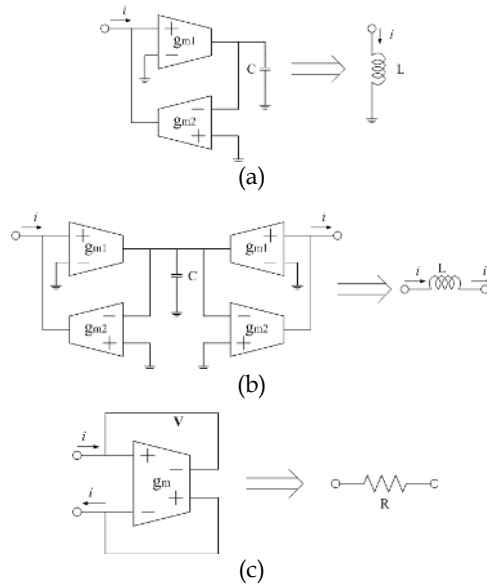 i
+
gm1
−
C
i
L
−
gm2
+
(a)
i
i
+
+
gm1
gm1
−
−
C
L
i
i
−
−
gm2
gm2
+
+
(b)
V
i
+
−
gm
i
+
−
R
(c)